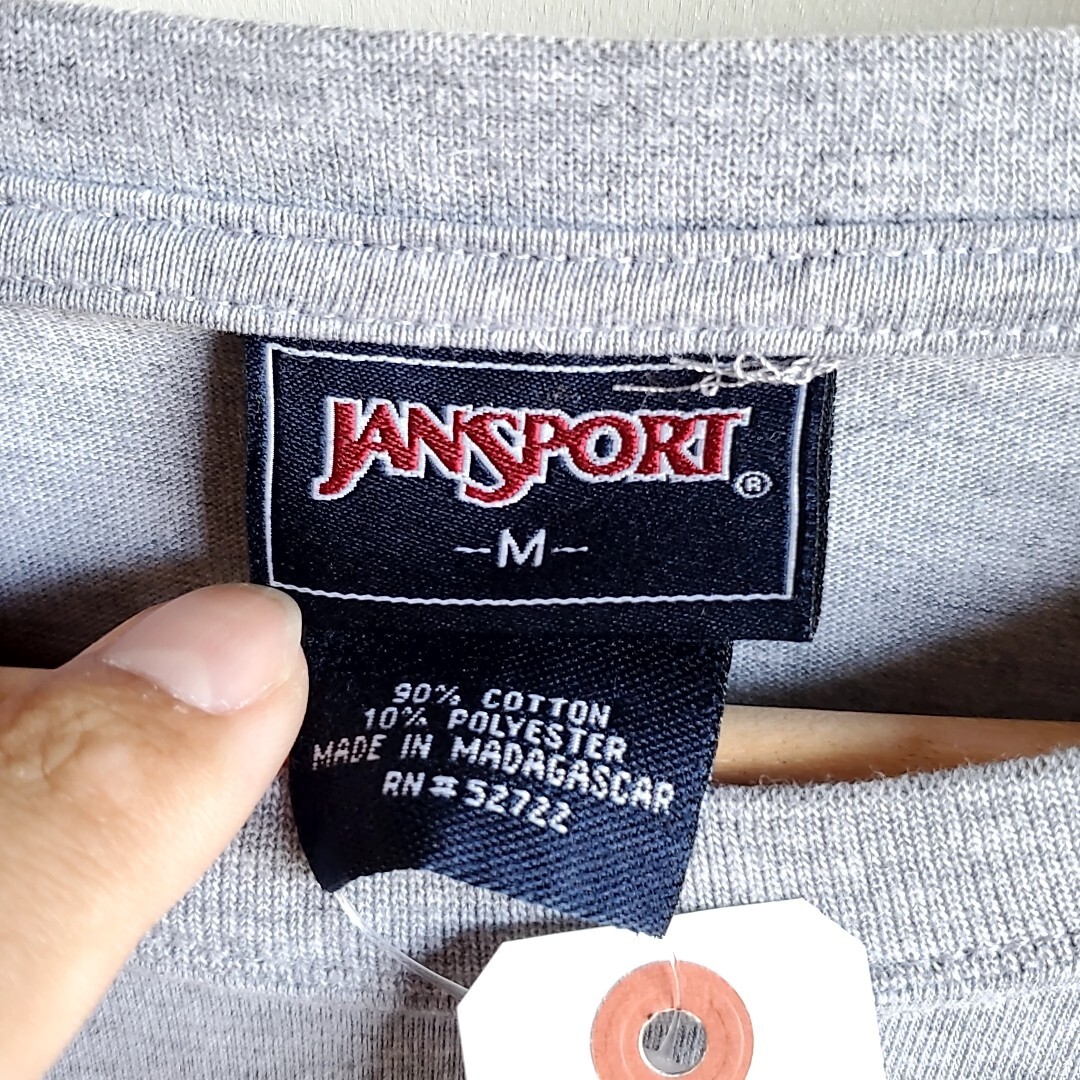 JANSPORT®
-M-
90% COTTON
10% POLYESTER
MADE IN MADAGASCAR
RN#52722